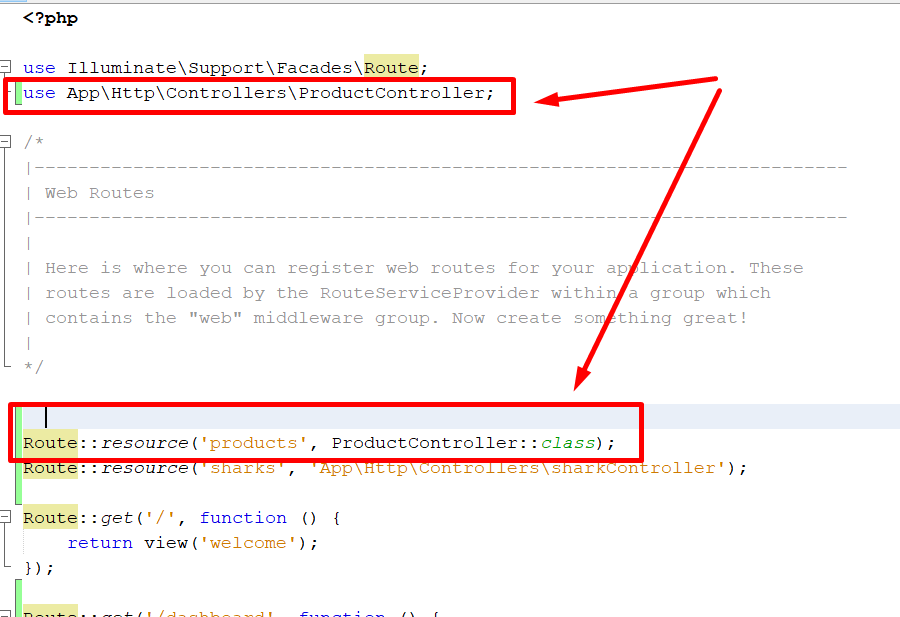 <?php
use Illuminate\Support\Facades\Route;
use App\Http\Controllers\ProductController;
/*
|--------------------------------------------------------------------------
| Web Routes
|--------------------------------------------------------------------------
|
| Here is where you can register web routes for your application. These
| routes are loaded by the RouteServiceProvider within a group which
| contains the "web" middleware group. Now create something great!
|
*/
Route::resource('products', ProductController::class);
Route::resource('sharks', 'App\Http\Controllers\sharkController');
Route::get('/', function () {
return view('welcome');
});
Route::get('/dashboard', function () {